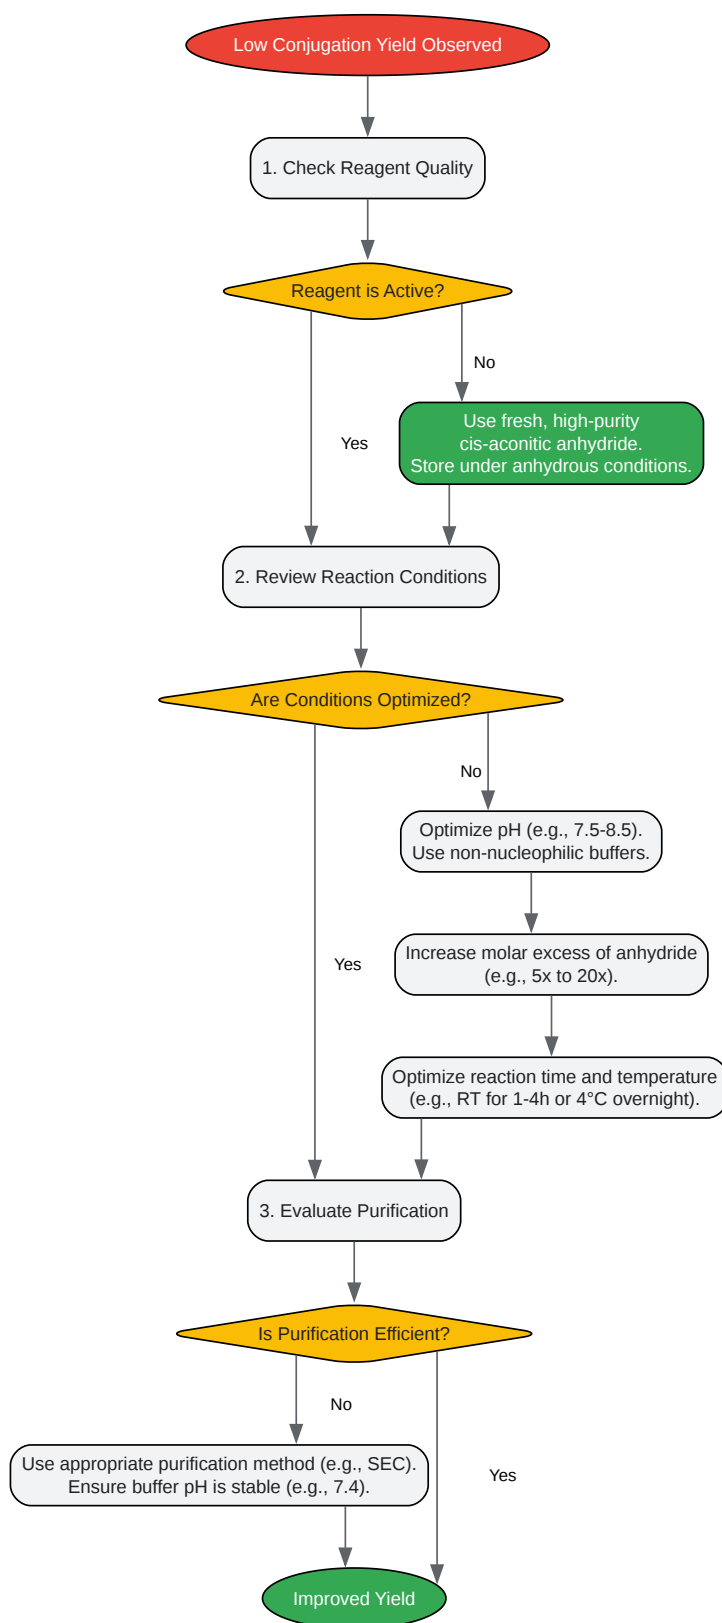 Low Conjugation Yield Observed
1. Check Reagent Quality
Reagent is Active?
No
Yes
Use fresh, high-purity
cis-aconitic anhydride.
Store under anhydrous conditions.
2. Review Reaction Conditions
Are Conditions Optimized?
No
Optimize pH (e.g., 7.5-8.5).
Use non-nucleophilic buffers.
Yes
Increase molar excess of anhydride
(e.g., 5x to 20x).
Optimize reaction time and temperature
(e.g., RT for 1-4h or 4°C overnight).
3. Evaluate Purification
Is Purification Efficient?
No
Use appropriate purification method (e.g., SEC).
Ensure buffer pH is stable (e.g., 7.4).
Yes
Improved Yield